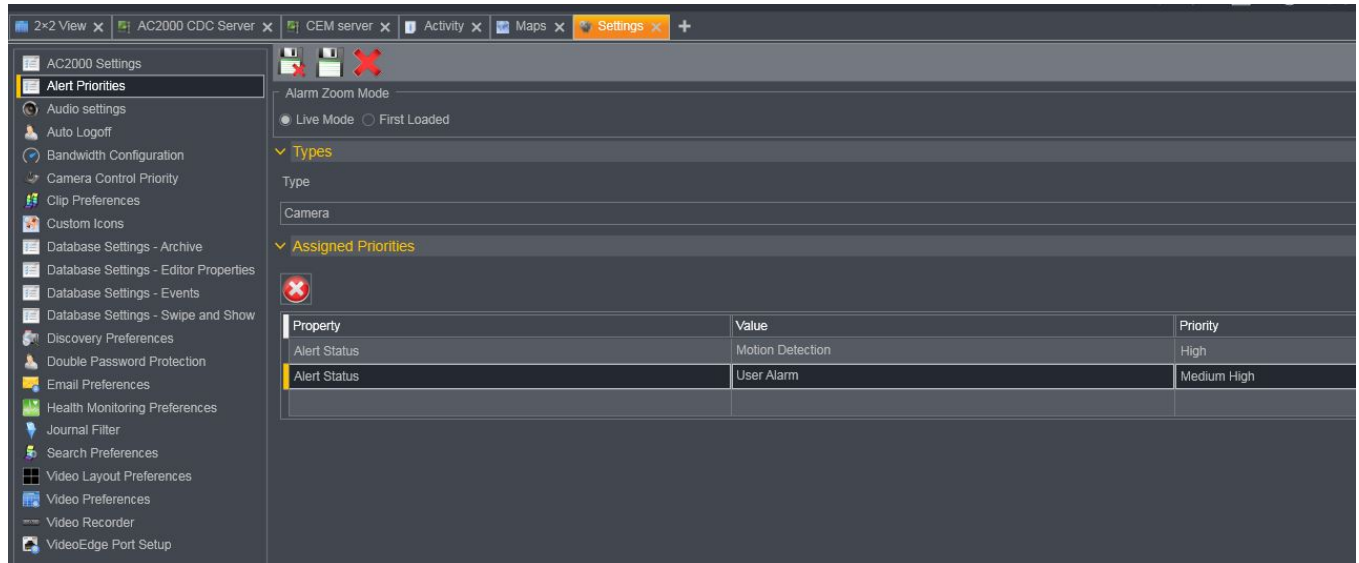 2×2 View AC2000 CDC Server CEM server Activity Maps Settings
AC2000 Settings
Alert Priorities
Audio settings
Auto Logoff
Bandwidth Configuration
Camera Control Priority
Clip Preferences
Custom Icons
Database Settings - Archive
Database Settings - Editor Properties
Database Settings - Events
Database Settings - Swipe and Show
Discovery Preferences
Double Password Protection
Email Preferences
Health Monitoring Preferences
Journal Filter
Search Preferences
Video Layout Preferences
Video Preferences
Video Recorder
VideoEdge Port Setup
Alarm Zoom Mode
Live Mode First Loaded
Types
Type
Camera
Assigned Priorities
Property Value Priority
Alert Status Motion Detection High
Alert Status User Alarm Medium High